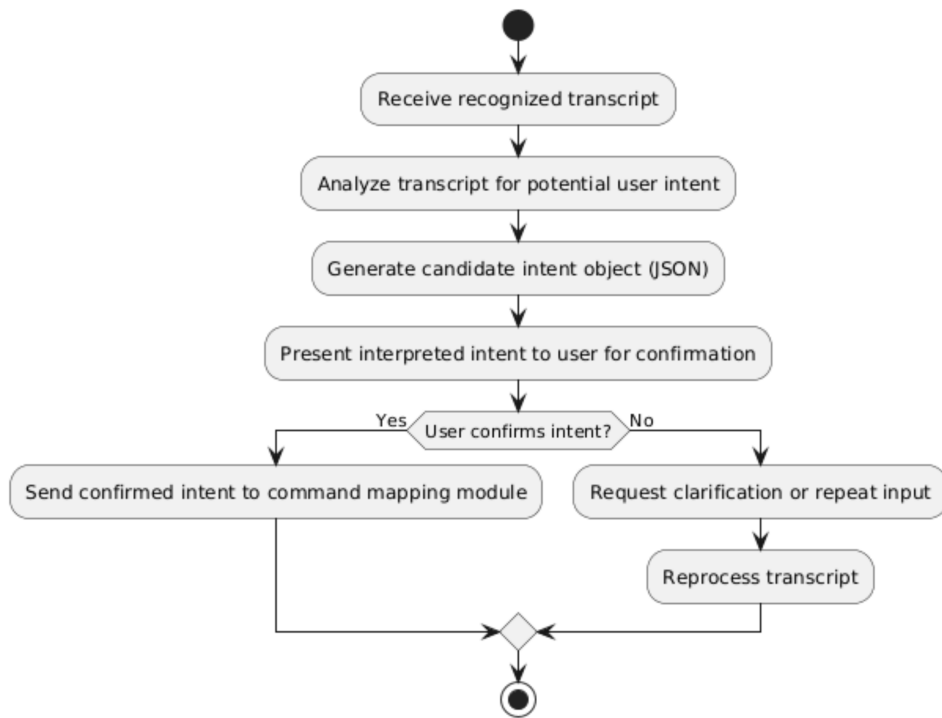 Receive recognized transcript
Analyze transcript for potential user intent
Generate candidate intent object (JSON)
Present interpreted intent to user for confirmation
Yes
User confirms intent?
No
Send confirmed intent to command mapping module
Request clarification or repeat input
Reprocess transcript